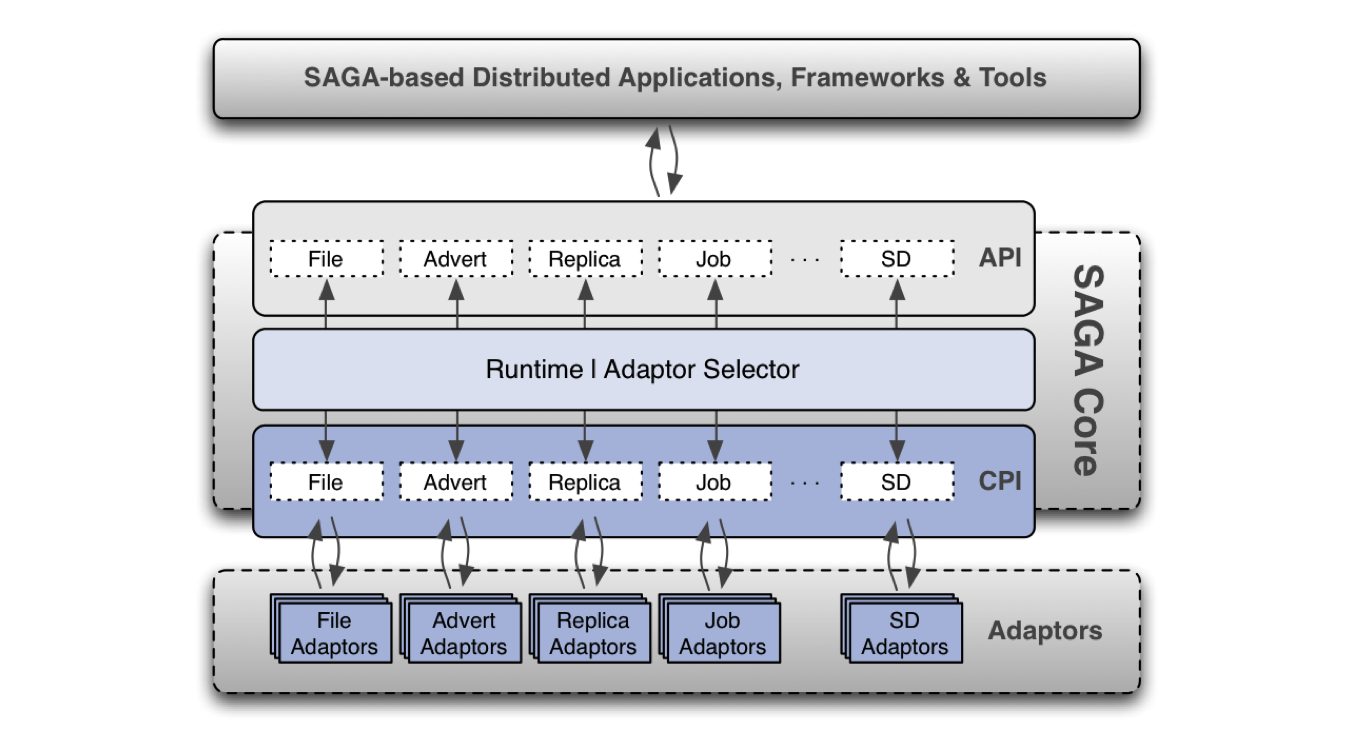 SAGA-based Distributed Applications, Frameworks & Tools
File
Advert
Replica
Job
. . .
SD
API
Runtime | Adaptor Selector
SAGA Core
File
Advert
Replica
Job
. . .
SD
CPI
File
Adaptors
Advert
Adaptors
Replica
Adaptors
Job
Adaptors
SD
Adaptors
Adaptors